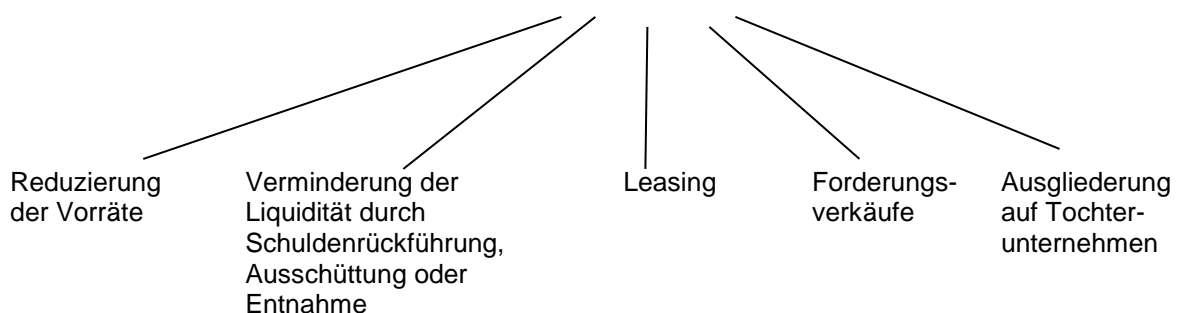 Reduzierung
der Vorräte
Verminderung der
Liquidität durch
Schuldenrückführung,
Ausschüttung oder
Entnahme
Leasing
Forderungs-
verkäufe
Ausgliederung
auf Tochter-
unternehmen